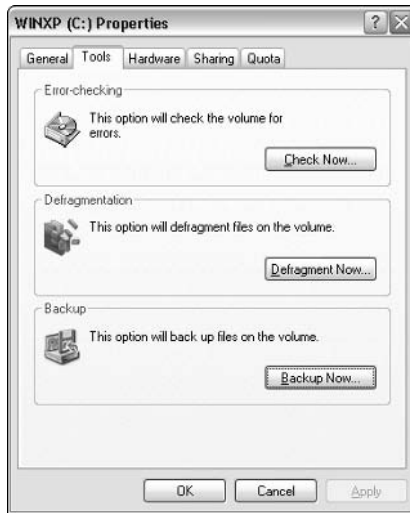 WINXP (C:) Properties
General Tools Hardware Sharing Quota
Error-checking
This option will check the volume for
errors.
Check Now...
Defragmentation
This option will defragment files on the volume.
Defragment Now...
Backup
This option will back up files on the volume.
Backup Now...
OK Cancel Apply